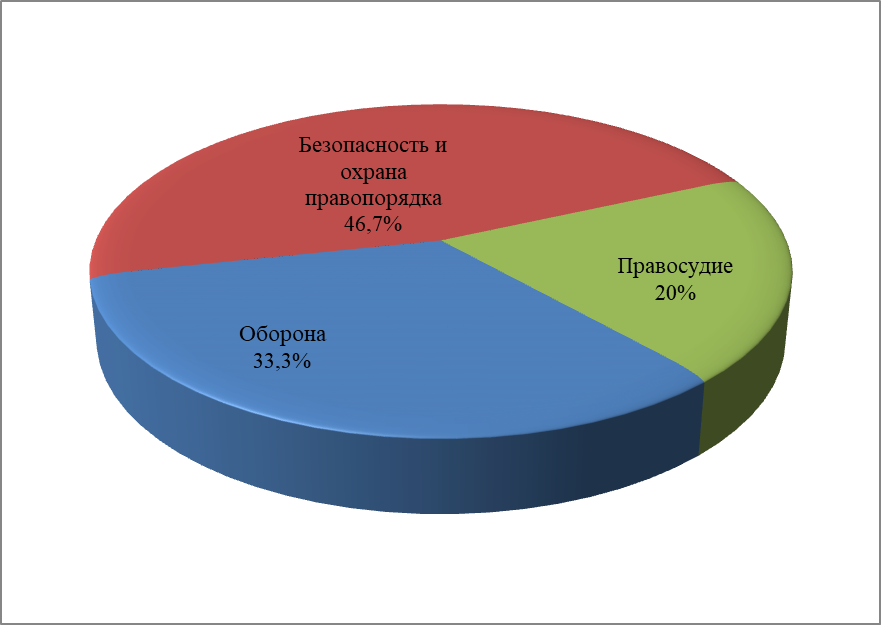 Безопасность и
охрана
правопорядка
46,7%
Правосудие
20%
Оборона
33,3%